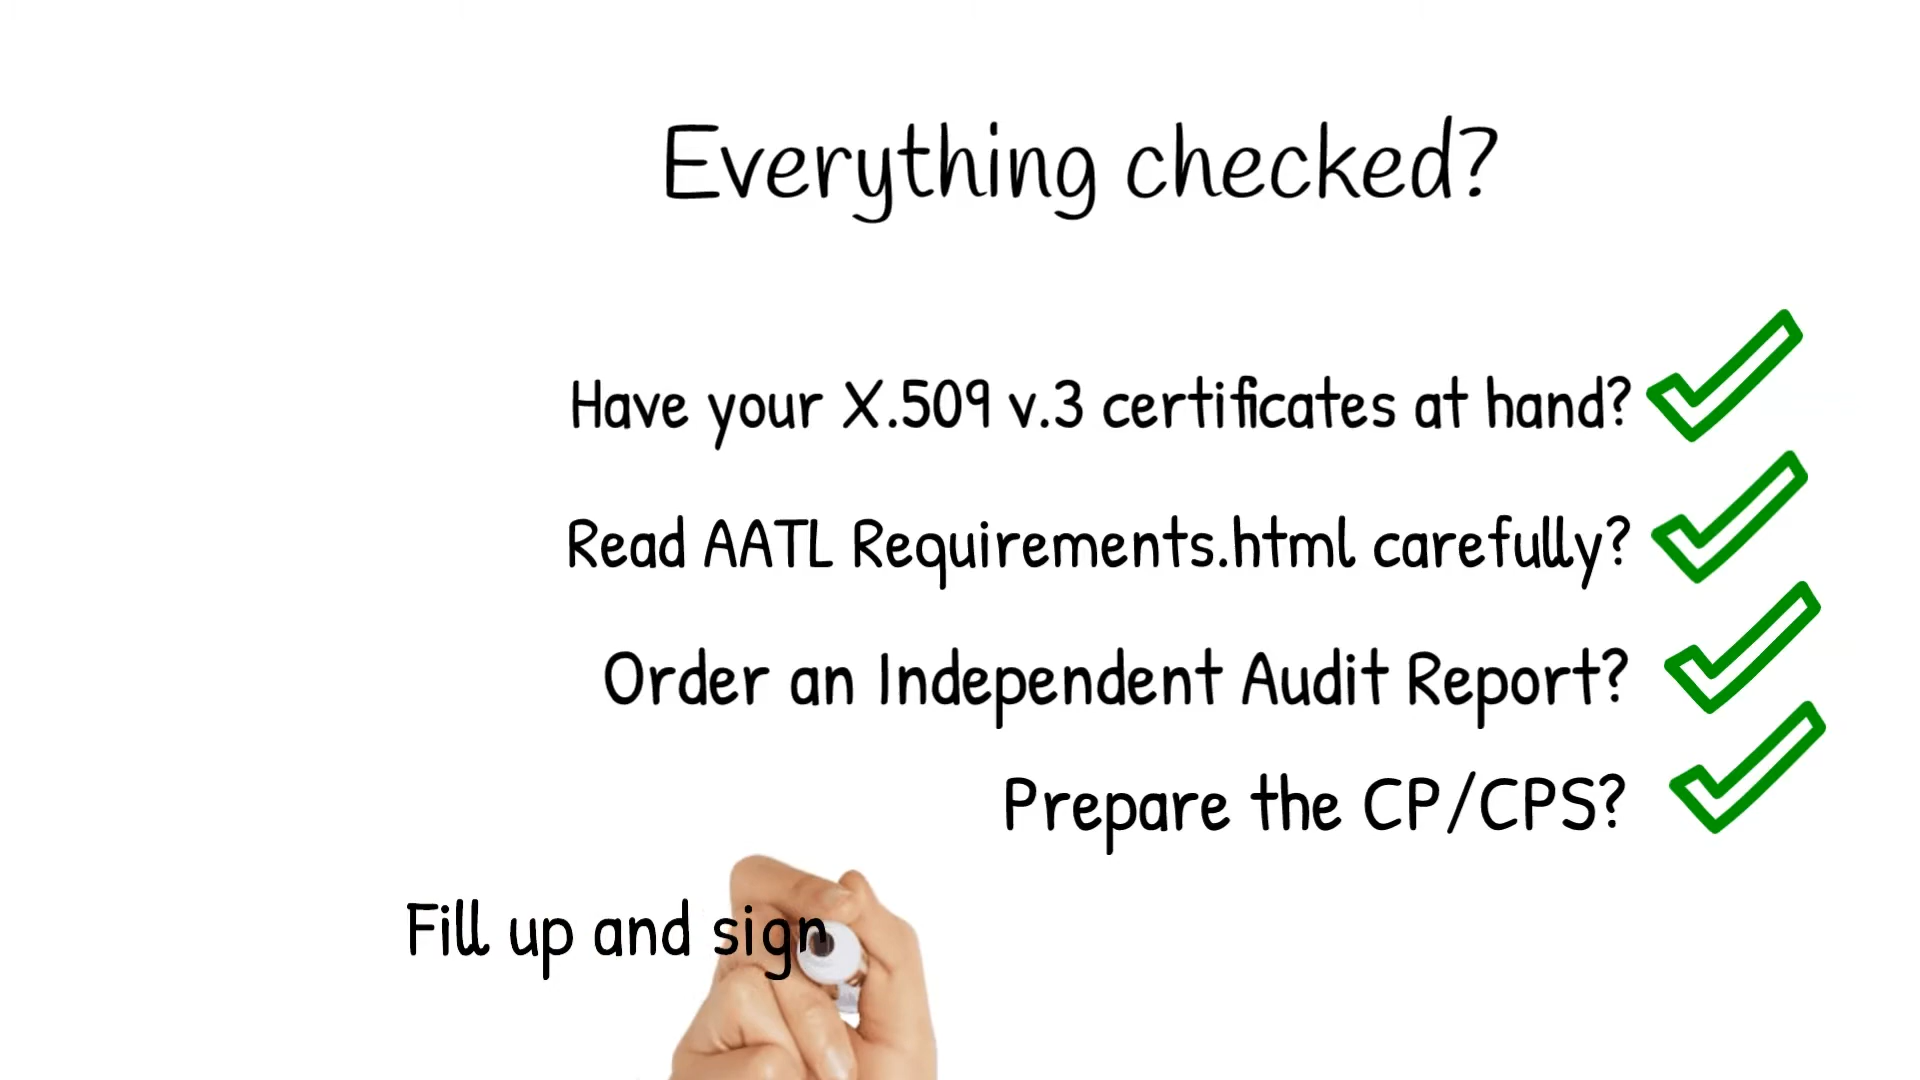 Everything checked?
Have your X.509 v.3 certificates at hand?
Read AATL Requirements.html carefully?
Order an Independent Audit Report?
Prepare the CP/CPS?
Fill up and sign